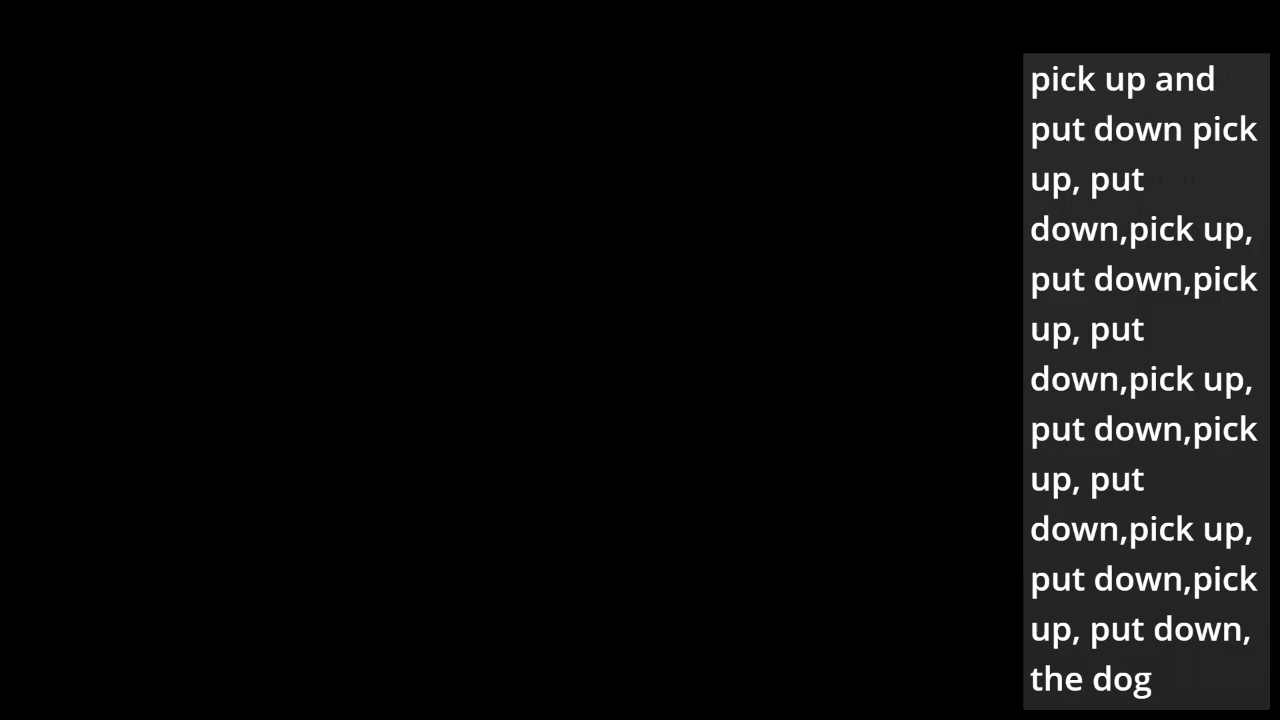 pick up and
put down pick
up, put
down,pick up,
put down,pick
up, put
down,pick up,
put down,pick
up, put
down,pick up,
put down,pick
up, put down,
the dog